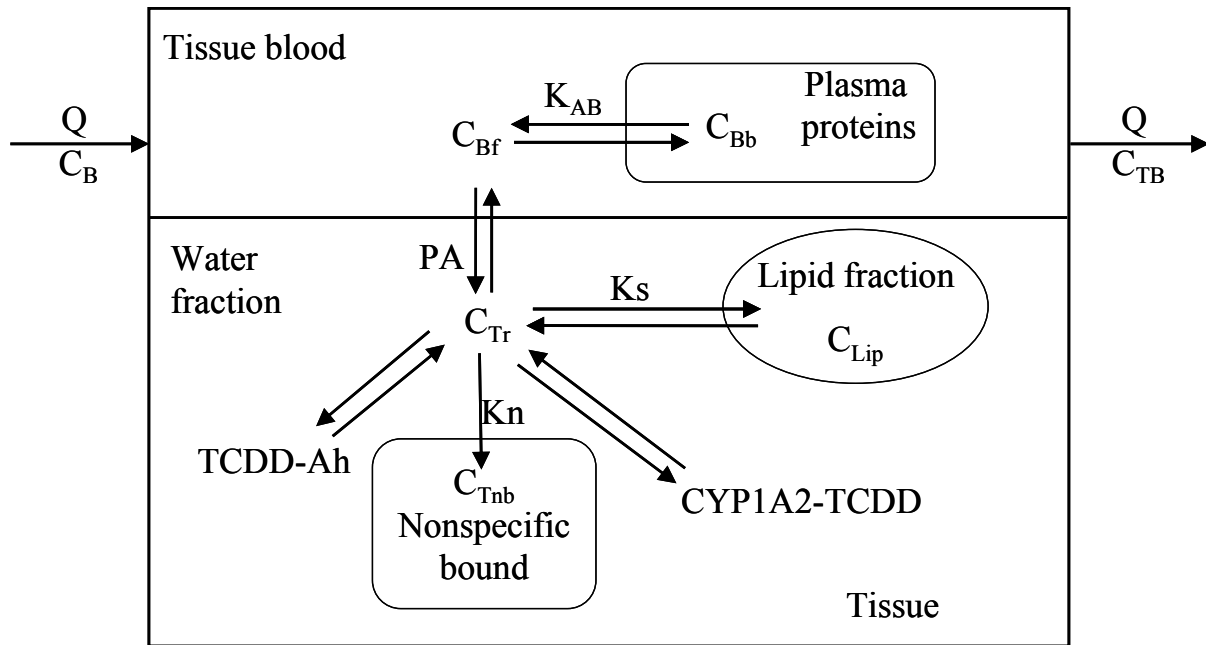 Tissue blood
Q
C_B
K_AB
C_Bf
C_Bb
Plasma
proteins
Q
C_TB
Water
fraction
PA
C_Tr
Ks
Lipid fraction
C_Lip
TCDD-Ah
Kn
C_Tnb
Nonspecific
bound
CYP1A2-TCDD
Tissue